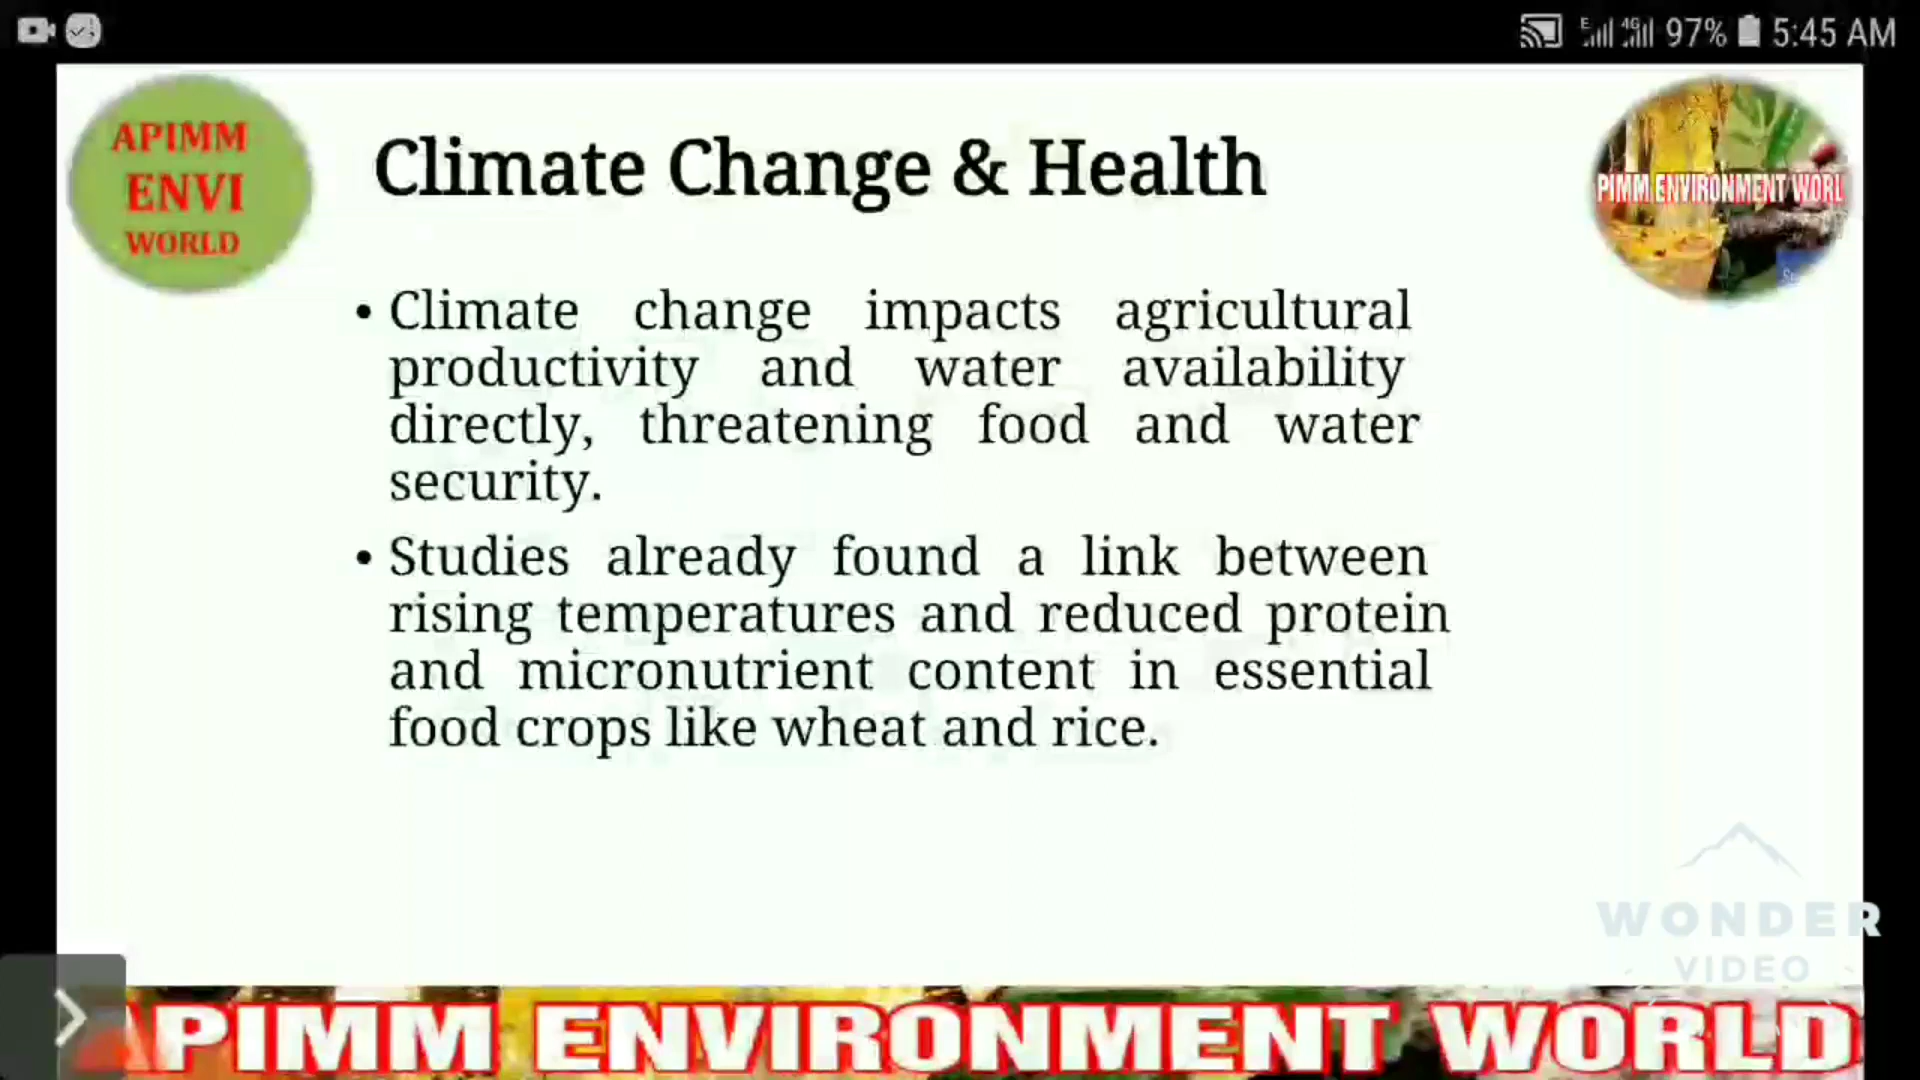 E 4G 97% 5:45 AM
APIMM
ENVI
WORLD
Climate Change & Health
PIMM ENVIRONMENT WORL
• Climate change impacts agricultural
productivity and water availability
directly, threatening food and water
security.
• Studies already found a link between
rising temperatures and reduced protein
and micronutrient content in essential
food crops like wheat and rice.
WONDER
VIDEO
APIMM ENVIRONMENT WORLD